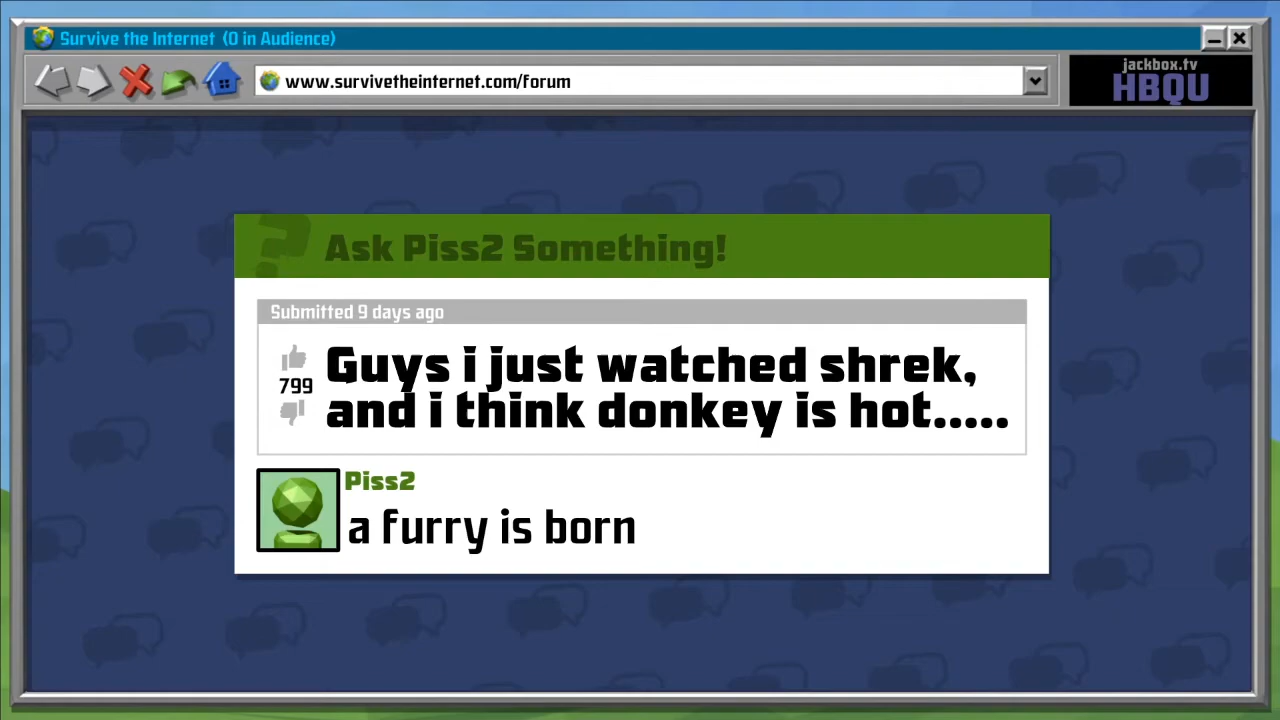 Survive the Internet (0 in Audience)
www.survivetheinternet.com/forum
jackbox.tv
HBQU
Ask Piss2 Something!
Submitted 9 days ago
799
Guys i just watched shrek,
and i think donkey is hot.....
Piss2
a furry is born